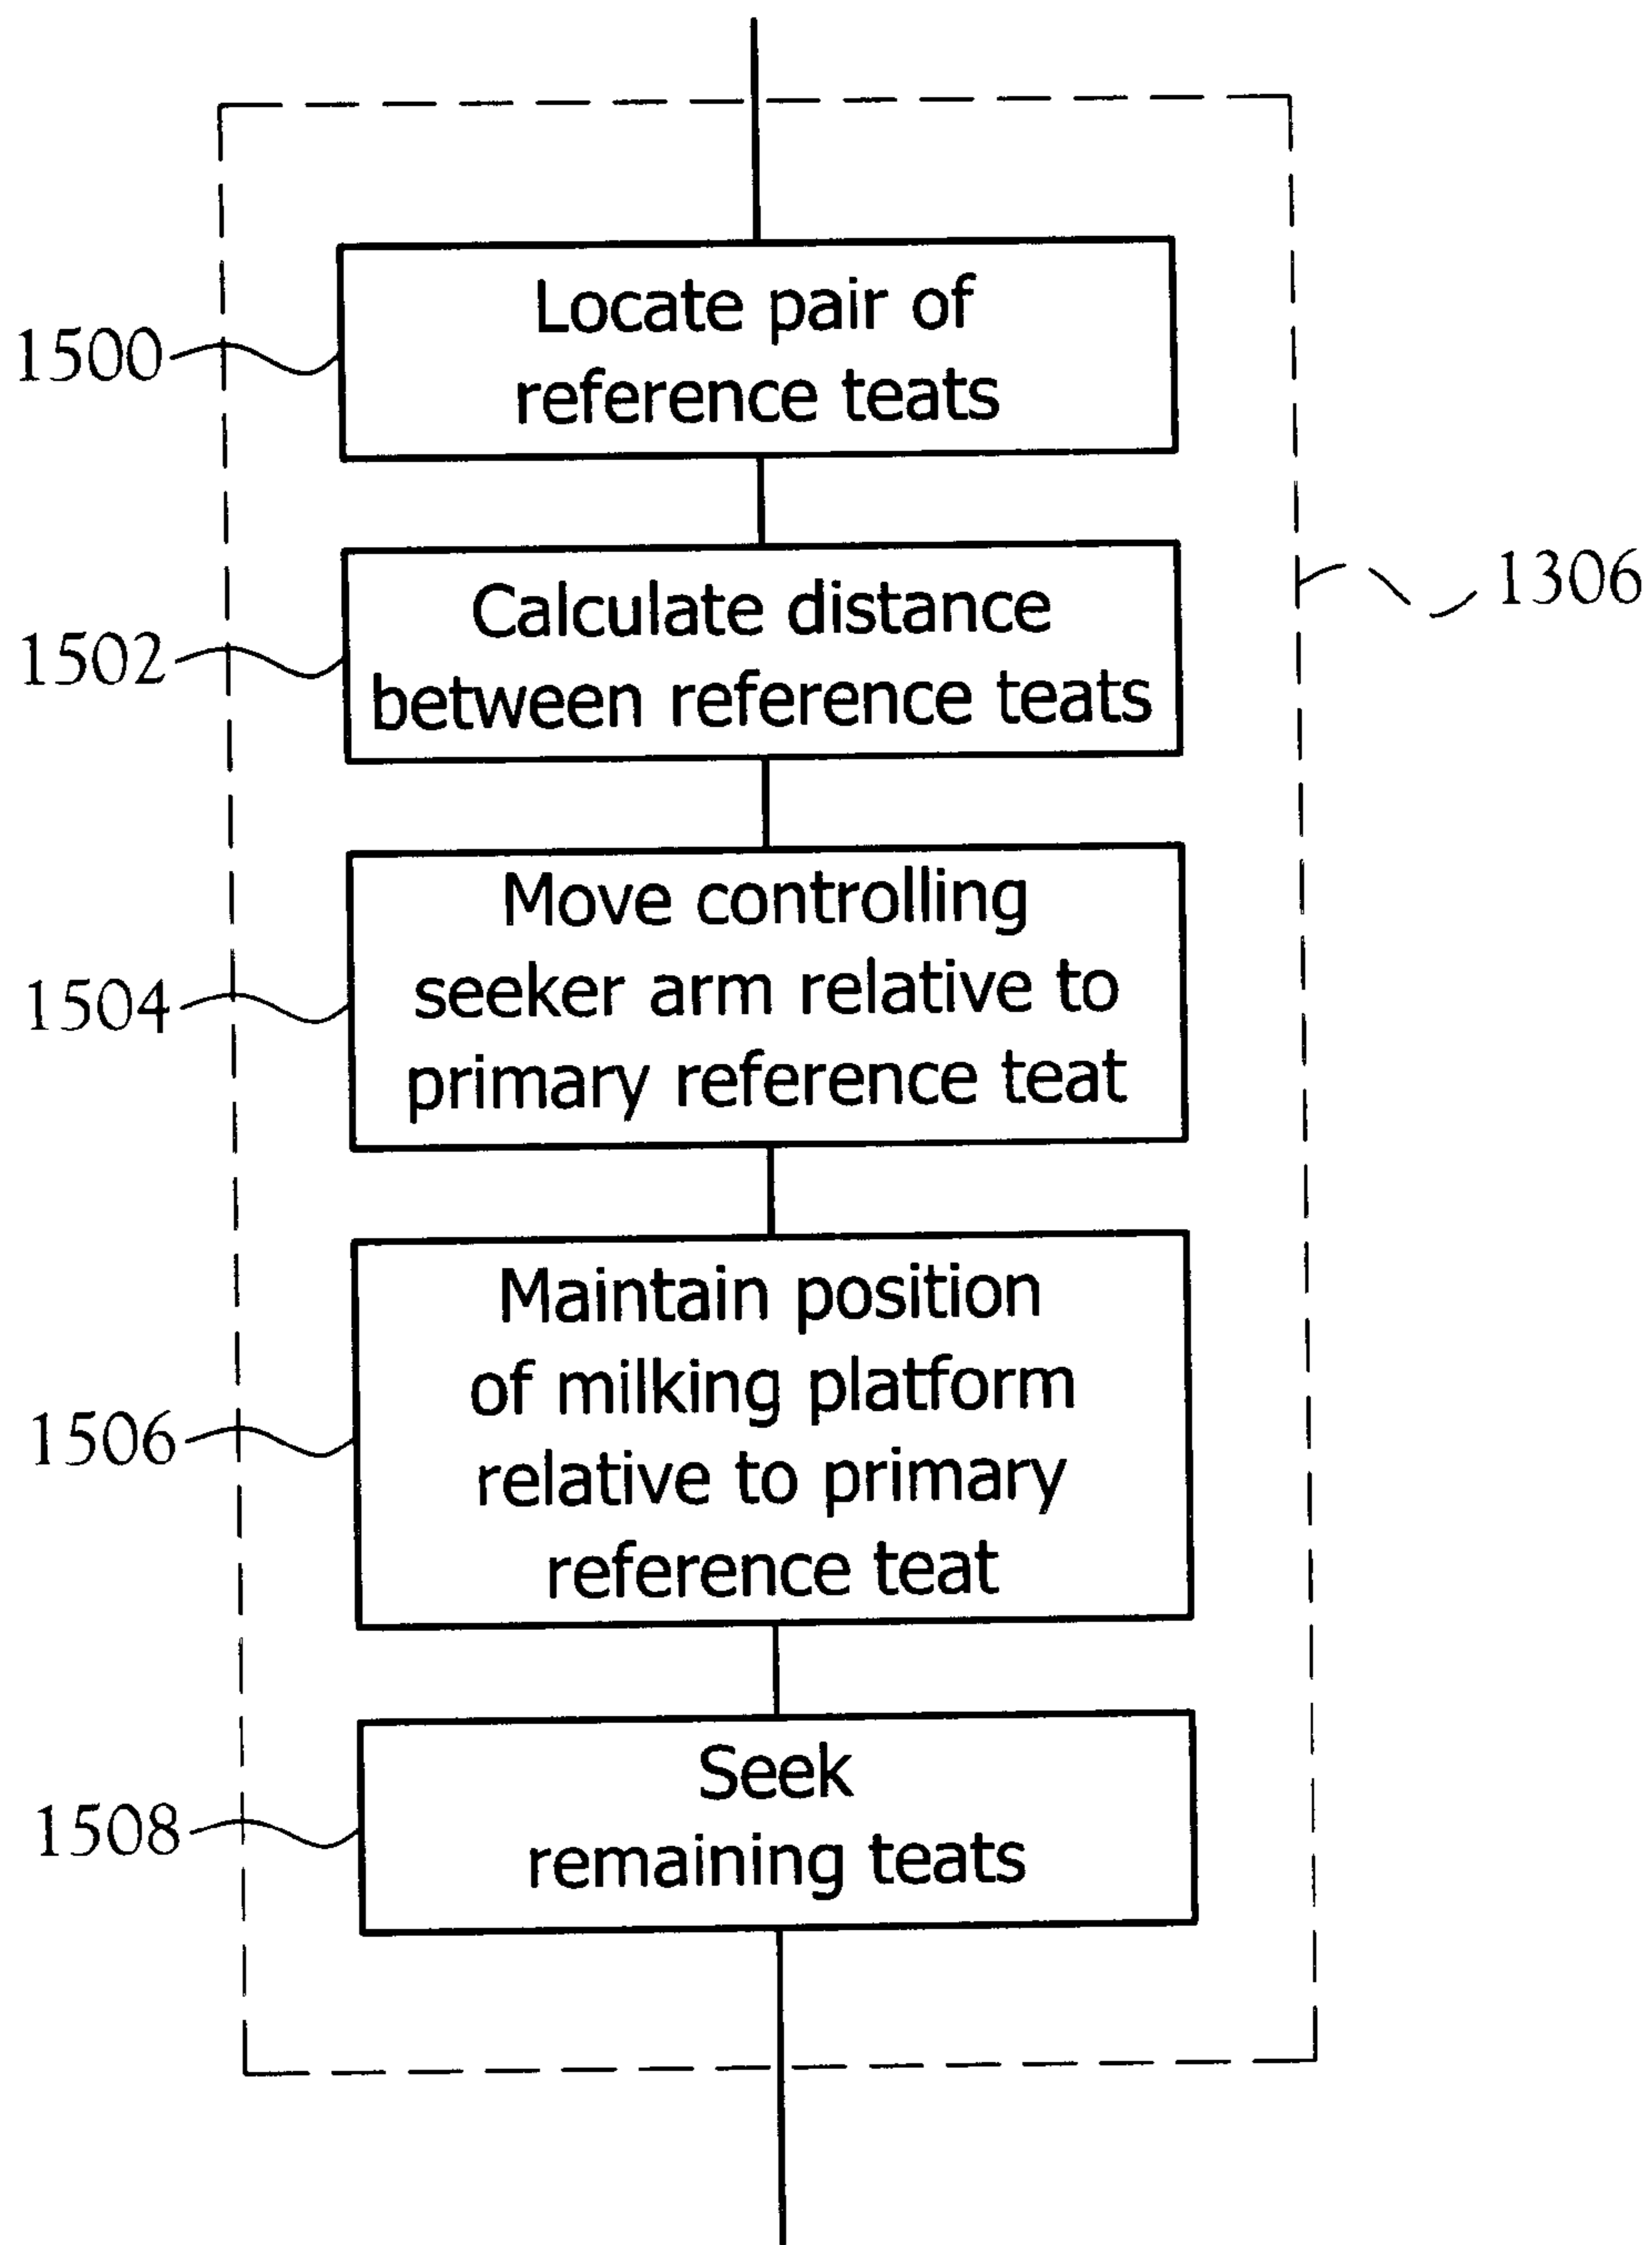 1500
Locate pair of
reference teats
1502
Calculate distance
between reference teats
1306
1504
Move controlling
seeker arm relative to
primary reference teat
1506
Maintain position
of milking platform
relative to primary
reference teat
1508
Seek
remaining teats